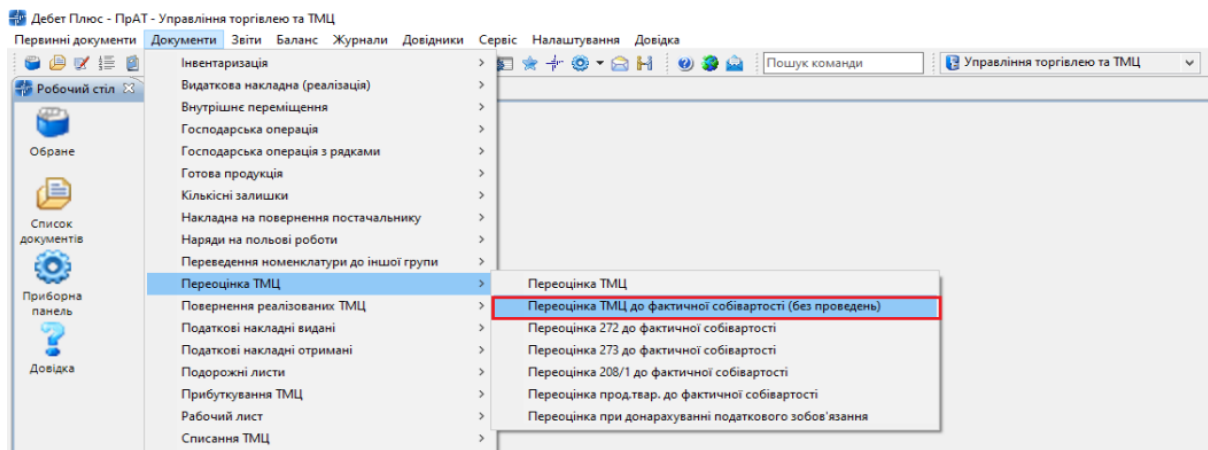 Дебет Плюс - ПрАТ - Управління торгівлею та ТМЦ
Первинні документи Документи Звіти Баланс Журнали Довідники Сервіс Налаштування Довідка
Пошук команди
Управління торгівлею та ТМЦ
Робочий стіл
Обране
Список
документів
Приборна
панель
Довідка
Інвентаризація
Видаткова накладна (реалізація)
Внутрішнє переміщення
Господарська операція
Господарська операція з рядками
Готова продукція
Кількісні залишки
Накладна на повернення постачальнику
Наряди на польові роботи
Переведення номенклатури до іншої групи
Переоцінка ТМЦ
Повернення реалізованих ТМЦ
Податкові накладні видані
Податкові накладні отримані
Подорожні листи
Прибуткування ТМЦ
Рабочий лист
Списання ТМЦ
Переоцінка ТМЦ
Переоцінка ТМЦ до фактичної собівартості (без проведень)
Переоцінка 272 до фактичної собівартості
Переоцінка 273 до фактичної собівартості
Переоцінка 208/1 до фактичної собівартості
Переоцінка прод.твар. до фактичної собівартості
Переоцінка при донарахуванні податкового зобов'язання